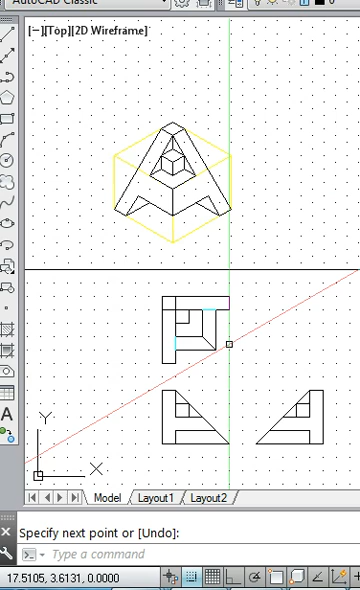 AutoCAD Classic
[−][Top][2D Wireframe]
Y
X
A
Model Layout1 Layout2
Specify next point or [Undo]:
Type a command
17.5105, 3.6131, 0.0000